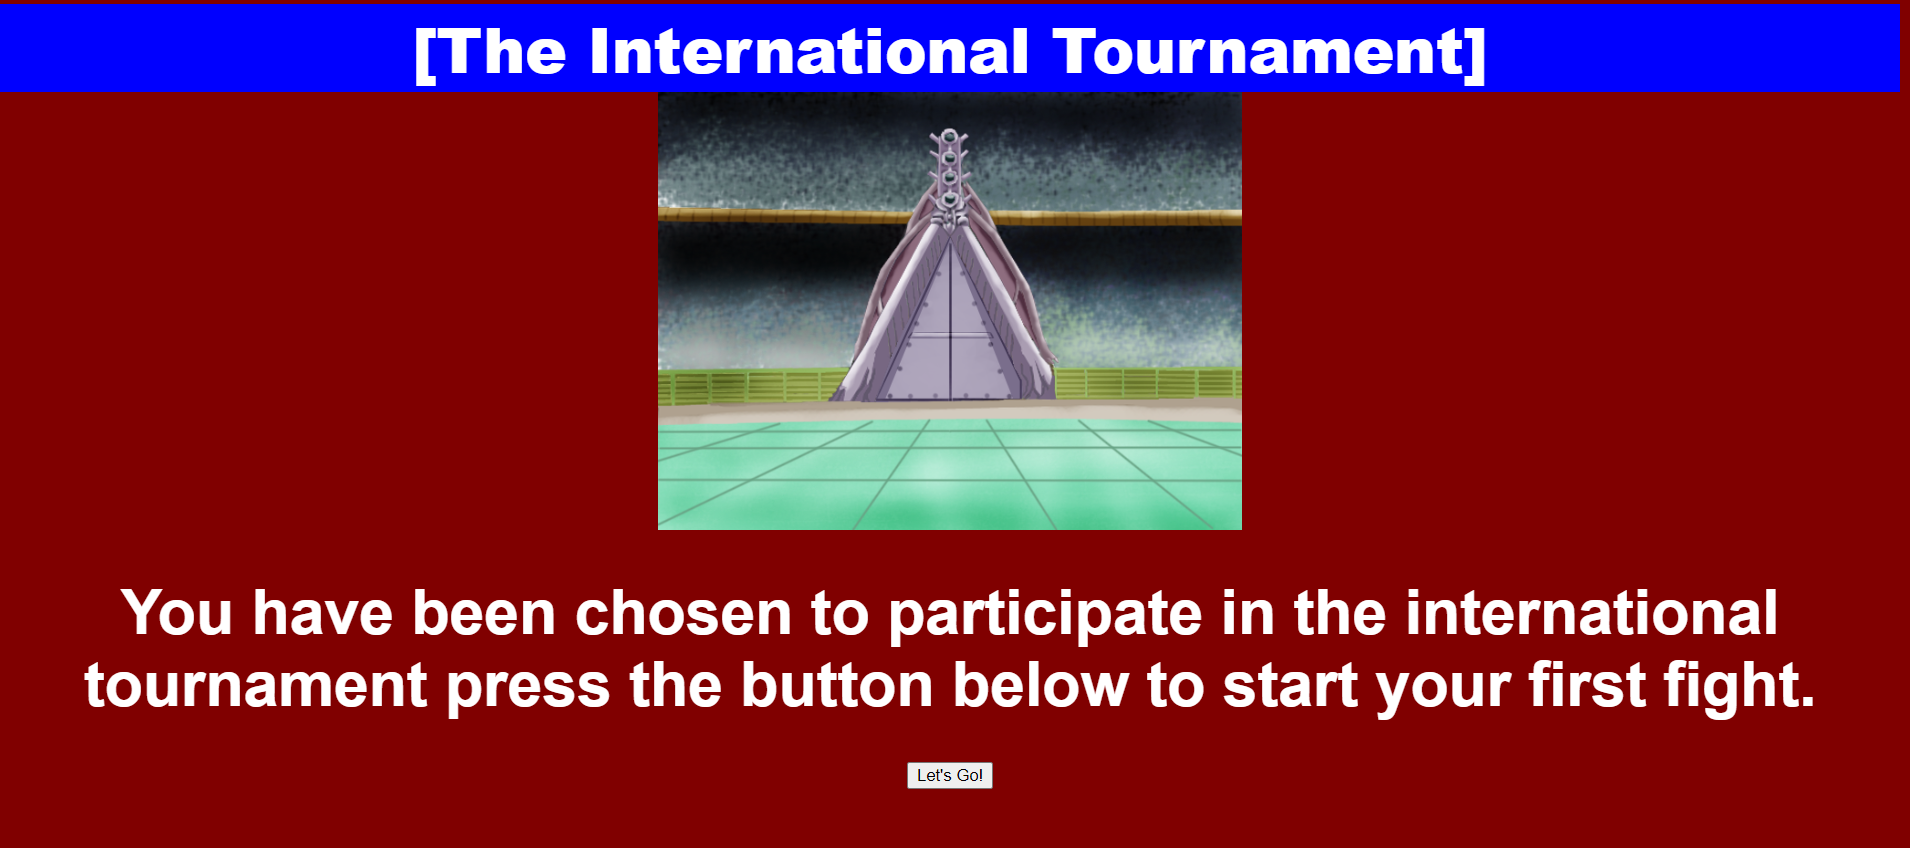 [The International Tournament]
You have been chosen to participate in the international
tournament press the button below to start your first fight.
Let's Go!